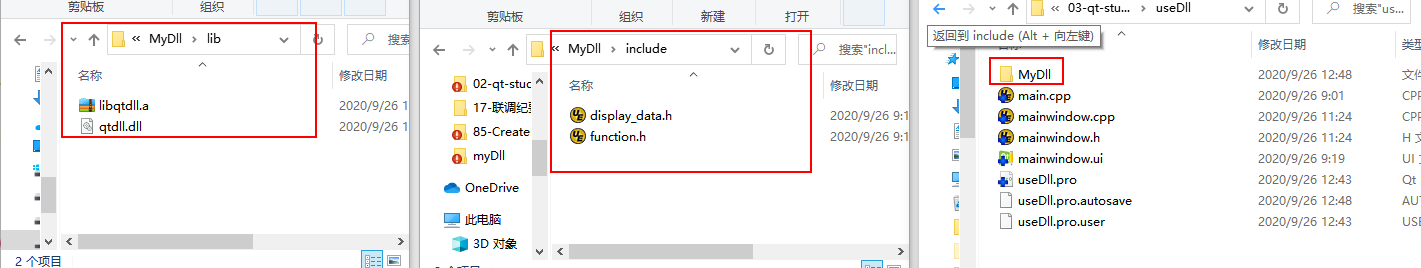 剪贴板
组织
« MyDll › lib
搜索"
名称
修改日期
libqtdll.a
2020/9/26
qtdll.dll
2020/9/26
2 个项目
剪贴板
组织
新建
打开
« MyDll › include
搜索"incl...
02-qt-stud
17-联调纪要
85-Create
myDll
OneDrive
此电脑
3D 对象
名称
修改日期
display_data.h
2020/9/26 9:1
function.h
2020/9/26 9:1
« 03-qt-stu... › useDll
搜索"us...
返回到 include (Alt + 向左键)
修改日期
MyDll
2020/9/26 12:48
文件
main.cpp
2020/9/26 9:01
CPP
mainwindow.cpp
2020/9/26 11:24
CPP
mainwindow.h
2020/9/26 11:24
H 文
mainwindow.ui
2020/9/26 9:19
UI 文
useDll.pro
2020/9/26 12:43
Qt
useDll.pro.autosave
2020/9/26 12:48
AUT
useDll.pro.user
2020/9/26 12:43
USE